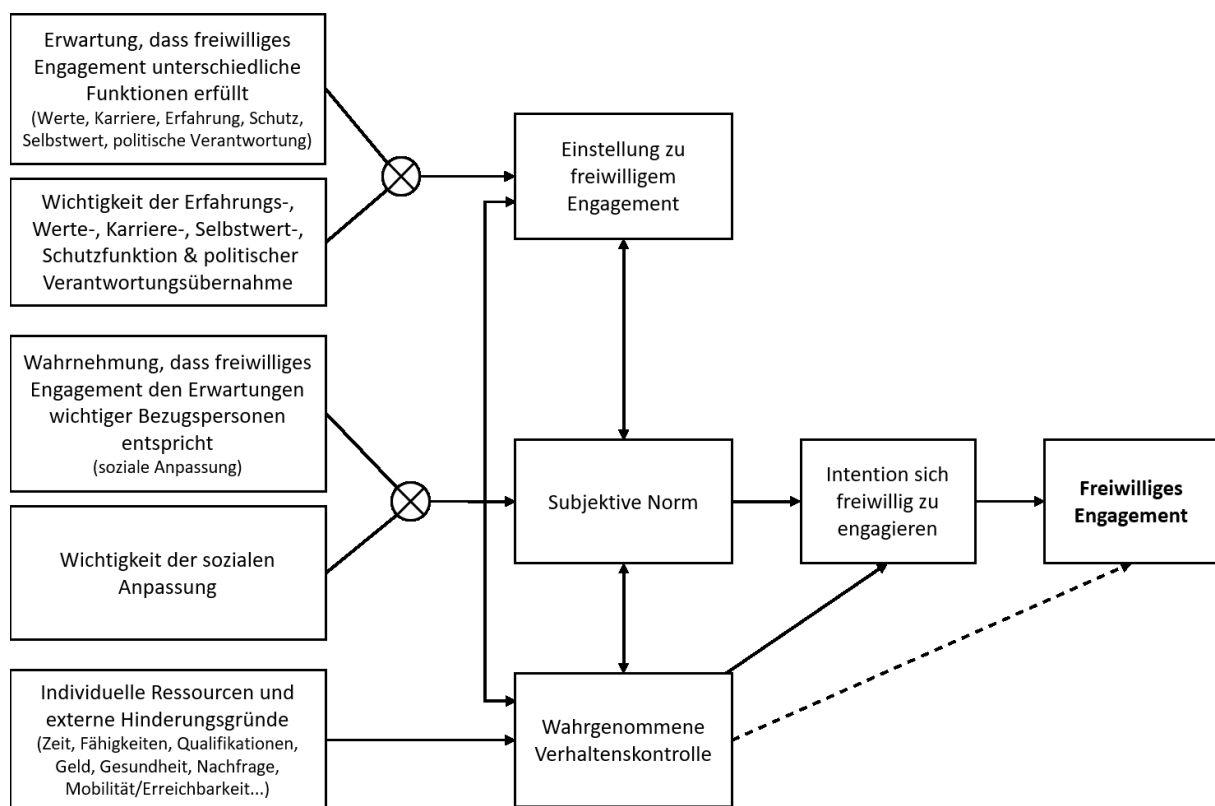 Erwartung, dass freiwilliges
Engagement unterschiedliche
Funktionen erfüllt
(Werte, Karriere, Erfahrung, Schutz,
Selbstwert, politische Verantwortung)
Wichtigkeit der Erfahrungs-,
Werte-, Karriere-, Selbstwert-,
Schutzfunktion & politischer
Verantwortungsübernahme
Wahrnehmung, dass freiwilliges
Engagement den Erwartungen
wichtiger Bezugspersonen
entspricht
(soziale Anpassung)
Wichtigkeit der sozialen
Anpassung
Individuelle Ressourcen und
externe Hinderungsgründe
(Zeit, Fähigkeiten, Qualifikationen,
Geld, Gesundheit, Nachfrage,
Mobilität/Erreichbarkeit...)
Einstellung zu
freiwilligem
Engagement
Subjektive Norm
Wahrgenommene
Verhaltenskontrolle
Intention sich
freiwillig zu
engagieren
Freiwilliges
Engagement